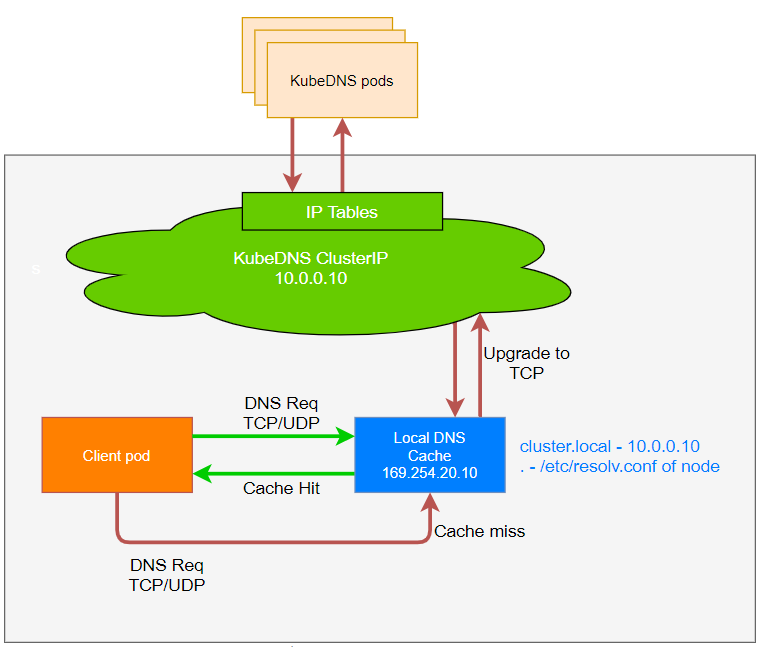 KubeDNS pods
IP Tables
KubeDNS ClusterIP
10.0.0.10
s
Upgrade to
TCP
DNS Req
TCP/UDP
Client pod
Local DNS
Cache
169.254.20.10
cluster.local - 10.0.0.10
. - /etc/resolv.conf of node
Cache Hit
Cache miss
DNS Req
TCP/UDP